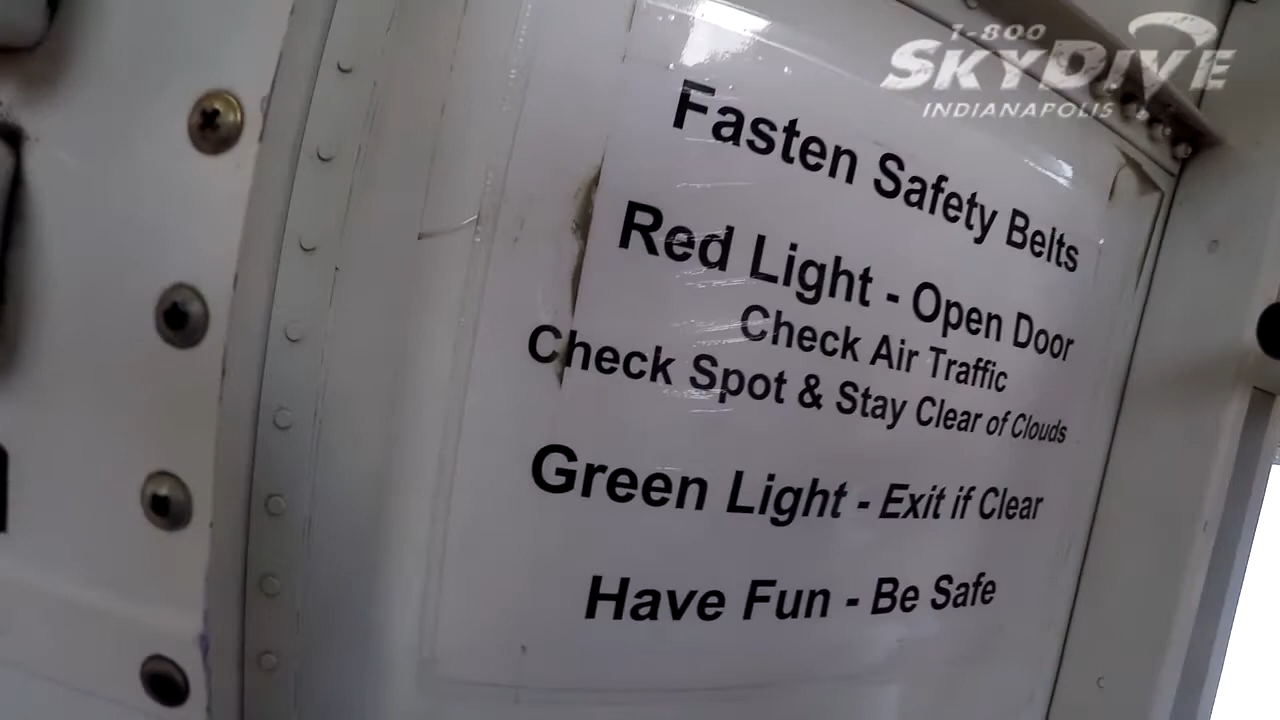 1-800
SKYDIVE
INDIANAPOLIS
Fasten Safety Belts
Red Light - Open Door
Check Air Traffic
Check Spot & Stay Clear of Clouds
Green Light - Exit if Clear
Have Fun - Be Safe